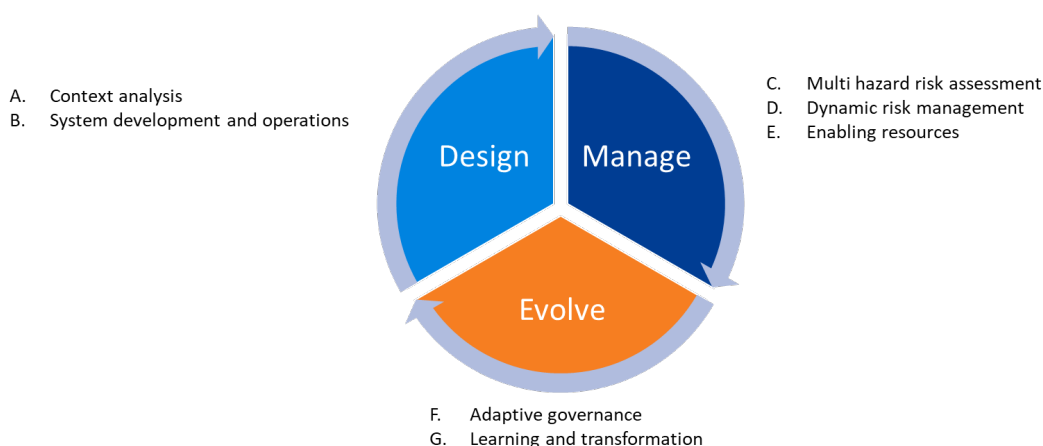 A. Context analysis
B. System development and operations
Design
Manage
C. Multi hazard risk assessment
D. Dynamic risk management
E. Enabling resources
Evolve
F. Adaptive governance
G. Learning and transformation